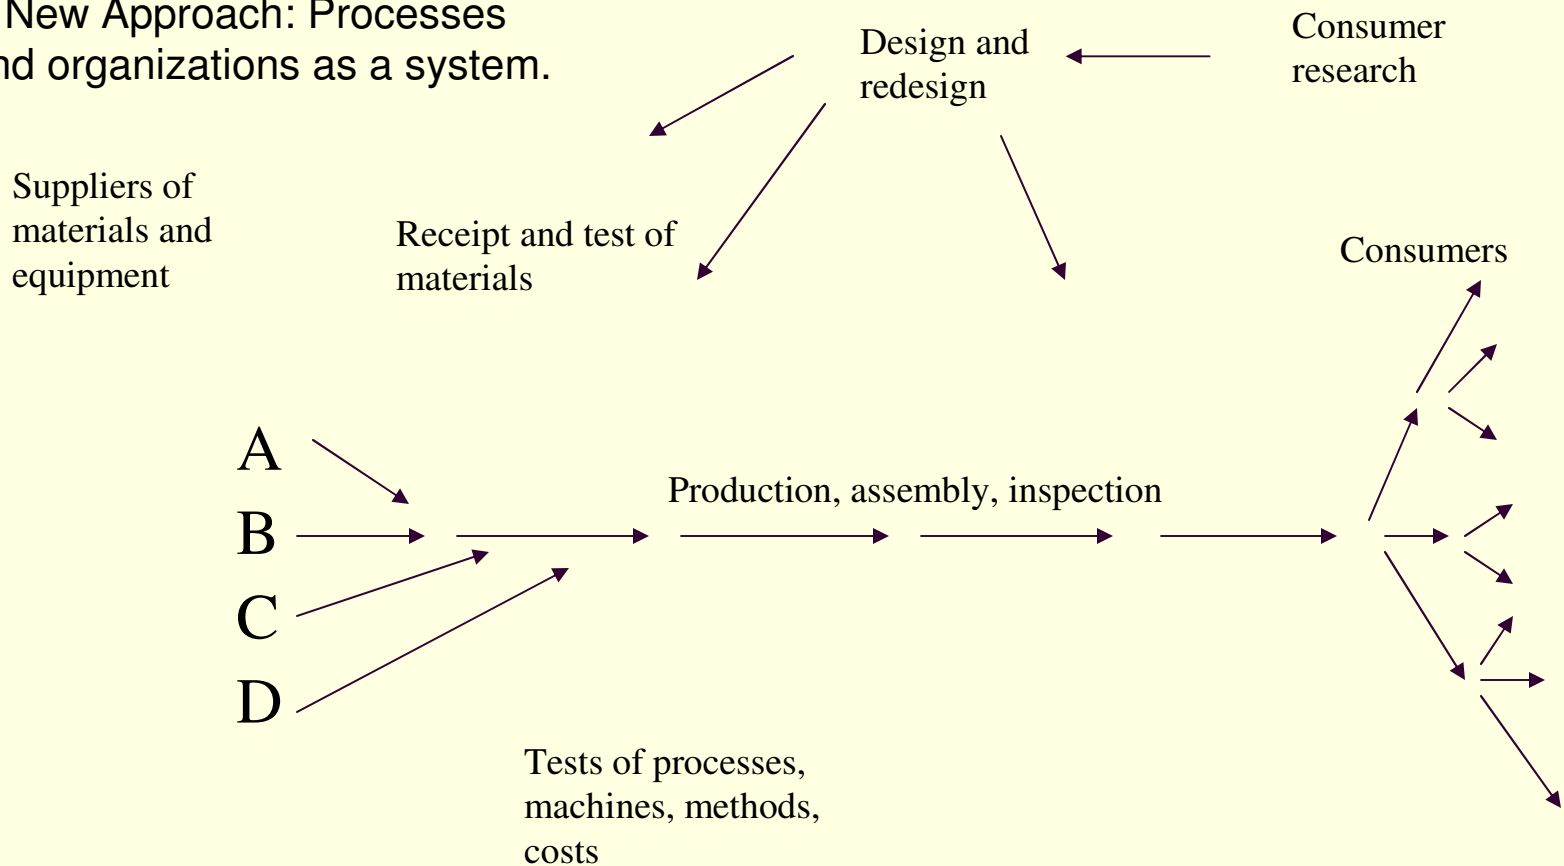 New Approach: Processes
nd organizations as a system.
Design and
redesign
Consumer
research
Suppliers of
materials and
equipment
Receipt and test of
materials
Consumers
A
B
C
D
Production, assembly, inspection
Tests of processes,
machines, methods,
costs